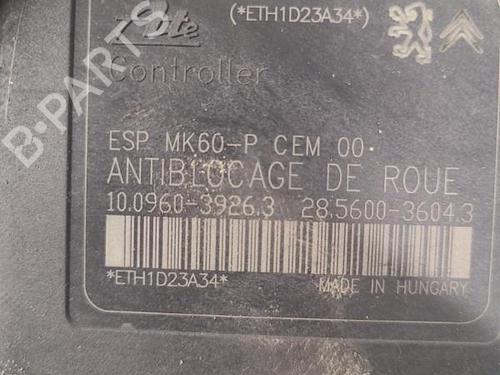 Ate (*ETH1D23A34*)
Controller
ESP MK60-P CEM 00
ANTIBLOCAGE DE ROUE
10.0960-3926.3 28.5600-3604.3
*ETH1D23A34* MADE IN HUNGARY
B-PARTS